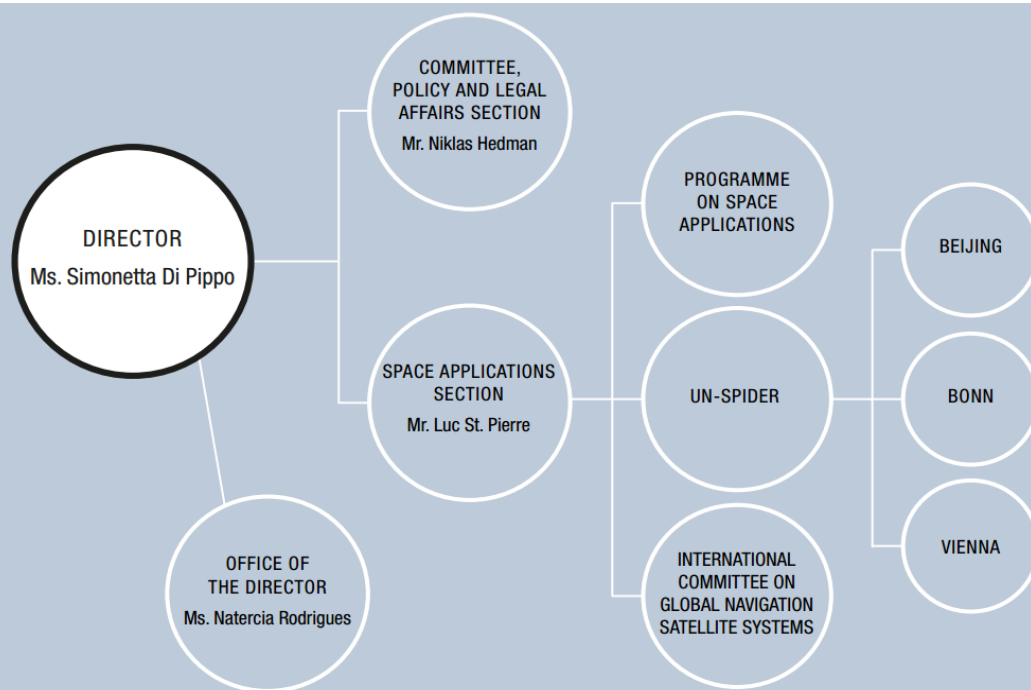 COMMITTEE,
POLICY AND LEGAL
AFFAIRS SECTION
Mr. Niklas Hedman
DIRECTOR
Ms. Simonetta Di Pippo
SPACE APPLICATIONS
SECTION
Mr. Luc St. Pierre
OFFICE OF
THE DIRECTOR
Ms. Natercia Rodrigues
PROGRAMME
ON SPACE
APPLICATIONS
UN-SPIDER
INTERNATIONAL
COMMITTEE ON
GLOBAL NAVIGATION
SATELLITE SYSTEMS
BEIJING
BONN
VIENNA